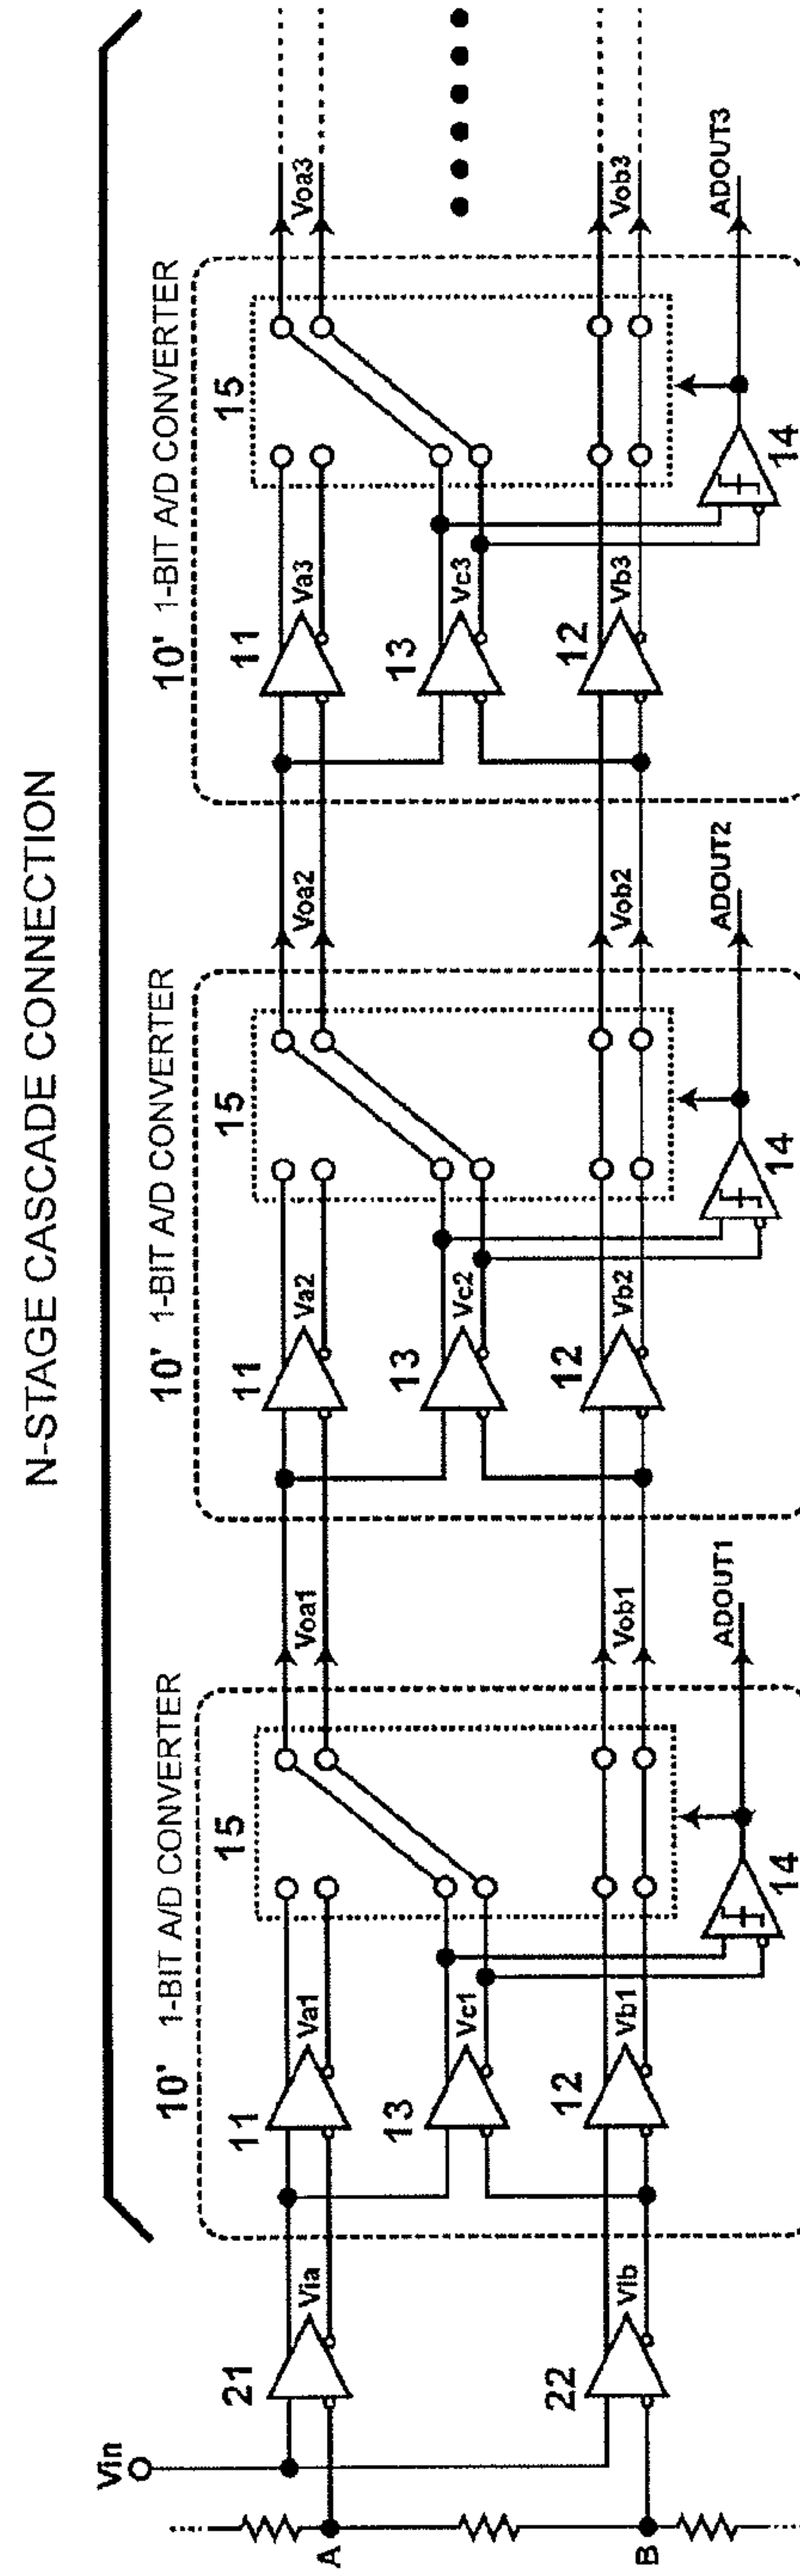 N-STAGE CASCADE CONNECTION
10' 1-BIT A/D CONVERTER
10' 1-BIT A/D CONVERTER
10' 1-BIT A/D CONVERTER
Vin
21
Via
11
Va1
15
Voa1
11
Va2
15
Voa2
11
Va3
15
Voa3
13
Vc1
13
Vc2
13
Vc3
A
22
Vib
12
Vb1
Vob1
12
Vb2
Vob2
12
Vb3
Vob3
B
14
ADOUT1
14
ADOUT2
14
ADOUT3